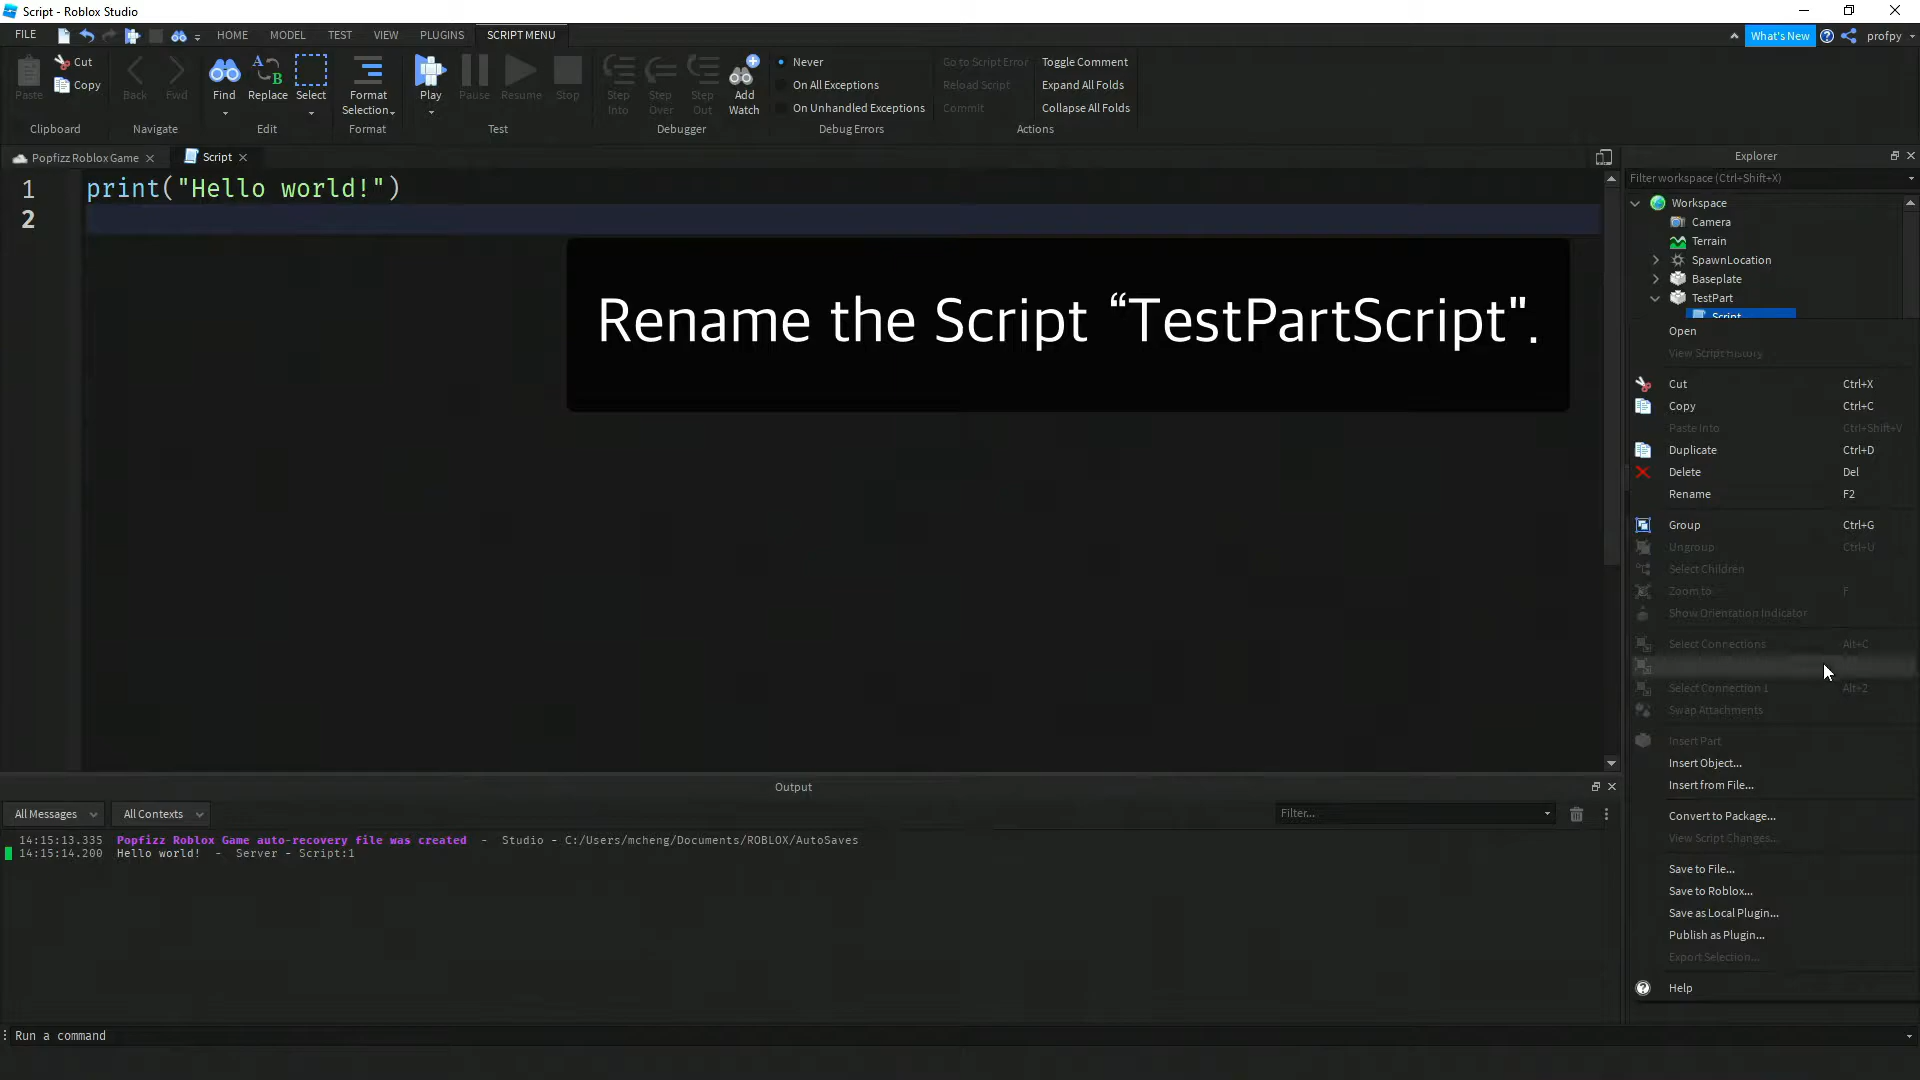 Script - Roblox Studio
FILE HOME MODEL TEST VIEW PLUGINS SCRIPT MENU What's New profpy
Paste Cut Copy
Clipboard
Back Fwd
Navigate
Find Replace Select
Edit
Format Selection
Format
Play Pause Resume Stop
Test
Step Into Step Over Step Out Add Watch
Debugger
Never
On All Exceptions
On Unhandled Exceptions
Debug Errors
Go to Script Error
Reload Script
Commit
Toggle Comment
Expand All Folds
Collapse All Folds
Actions
Popfizz Roblox Game
Script
Explorer
Filter workspace (Ctrl+Shift+X)
1 print("Hello world!")
2
Rename the Script “TestPartScript".
Workspace
Camera
Terrain
SpawnLocation
Baseplate
TestPart
Script
Open
View Script History
Cut Ctrl+X
Copy Ctrl+C
Paste Into Ctrl+Shift+V
Duplicate Ctrl+D
Delete Del
Rename F2
Group Ctrl+G
Ungroup Ctrl+U
Select Children
Zoom to F
Show Orientation Indicator
Select Connections Alt+C
Select Connection 1 Alt+2
Swap Attachments
Insert Part
Insert Object...
Insert from File...
Convert to Package...
View Script Changes...
Save to File...
Save to Roblox...
Save as Local Plugin...
Publish as Plugin...
Export Selection...
Help
Output
All Messages All Contexts Filter...
14:15:13.335 Popfizz Roblox Game auto-recovery file was created - Studio - C:/Users/mcheng/Documents/ROBLOX/AutoSaves
14:15:14.200 Hello world! - Server - Script:1
Run a command